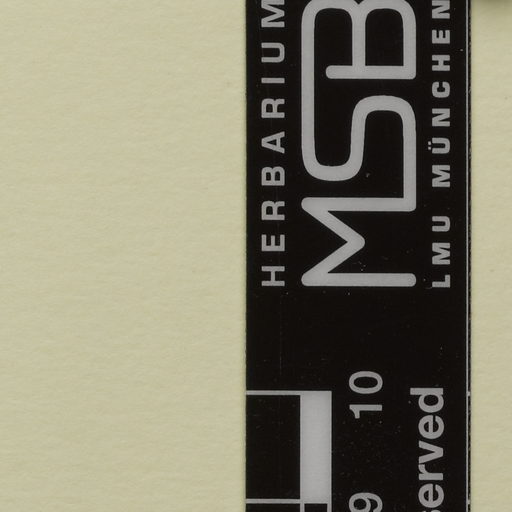 HERBARIUM
MSB
LMU MÜNCHEN
10
9
served